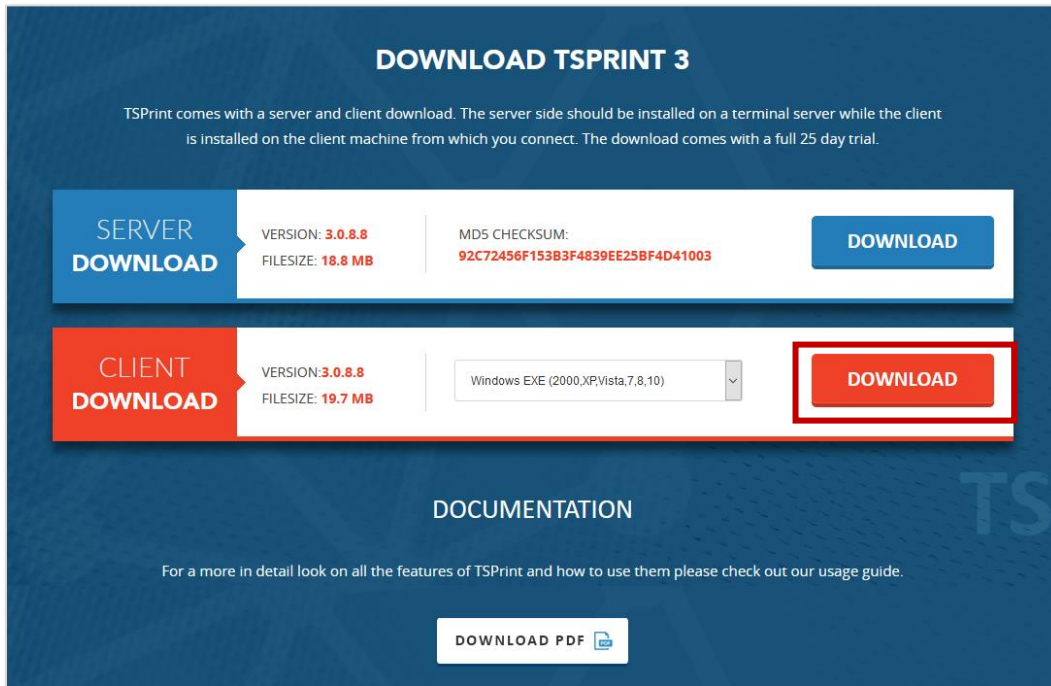 DOWNLOAD TSPRINT 3
TSPrint comes with a server and client download. The server side should be installed on a terminal server while the client
is installed on the client machine from which you connect. The download comes with a full 25 day trial.
SERVER
DOWNLOAD
VERSION: 3.0.8.8
FILESIZE: 18.8 MB
MD5 CHECKSUM:
92C72456F153B3F4839EE25BF4D41003
DOWNLOAD
CLIENT
DOWNLOAD
VERSION:3.0.8.8
FILESIZE: 19.7 MB
Windows EXE (2000,XP,Vista,7,8,10)
DOWNLOAD
TS
DOCUMENTATION
For a more in detail look on all the features of TSPrint and how to use them please check out our usage guide.
DOWNLOAD PDF
PDF